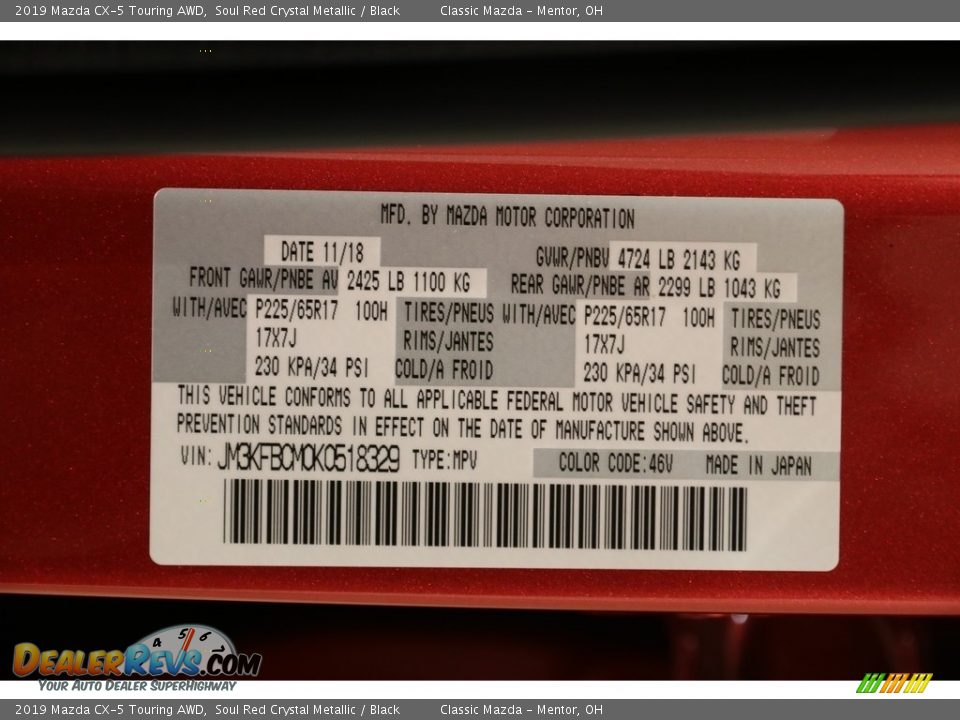 2019 Mazda CX-5 Touring AWD, Soul Red Crystal Metallic / Black Classic Mazda - Mentor, OH
MFD. BY MAZDA MOTOR CORPORATION
DATE 11/18 GVWR/PNBV 4724 LB 2143 KG
FRONT GAWR/PNBE AV 2425 LB 1100 KG REAR GAWR/PNBE AR 2299 LB 1043 KG
WITH/AVEC P225/65R17 100H TIRES/PNEUS WITH/AVEC P225/65R17 100H TIRES/PNEUS
17X7J RIMS/JANTES 17X7J RIMS/JANTES
230 KPA/34 PSI COLD/A FROID 230 KPA/34 PSI COLD/A FROID
THIS VEHICLE CONFORMS TO ALL APPLICABLE FEDERAL MOTOR VEHICLE SAFETY AND THEFT
PREVENTION STANDARDS IN EFFECT ON THE DATE OF MANUFACTURE SHOWN ABOVE.
VIN: JM3KFBCM0K0518329 TYPE:MPV COLOR CODE:46V MADE IN JAPAN
4 5 6
DEALERREVS.COM
YOUR AUTO DEALER SUPERHIGHWAY
2019 Mazda CX-5 Touring AWD, Soul Red Crystal Metallic / Black Classic Mazda - Mentor, OH